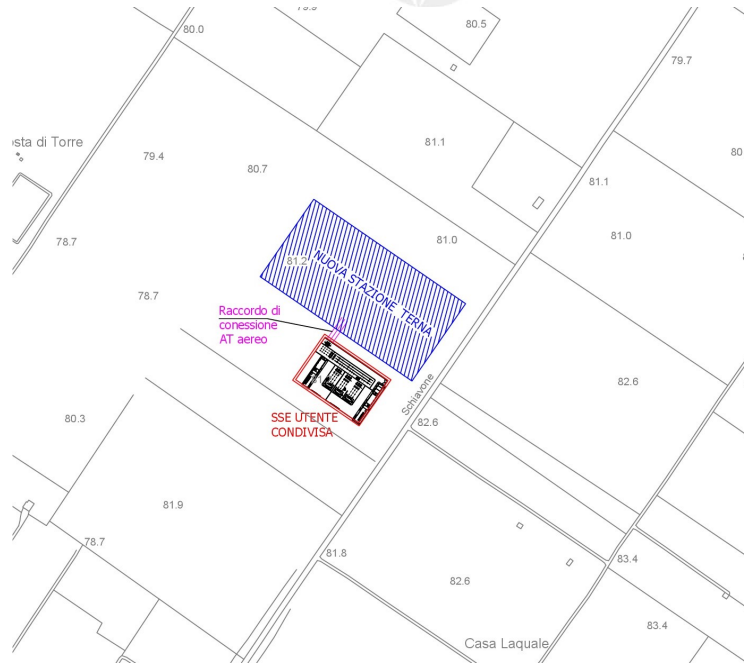 80.0
80.5
79.7
sta di Torre
79.4
80.7
81.1
80
81.1
78.7
81.0
81.0
81.2
NUOVA STAZIONE TERNA
78.7
Raccordo di
conessione
AT aereo
82.6
Schiavone
SSE UTENTE
CONDIVISA
80.3
82.6
81.9
78.7
81.8
83.4
82.6
83.4
Casa Laquale